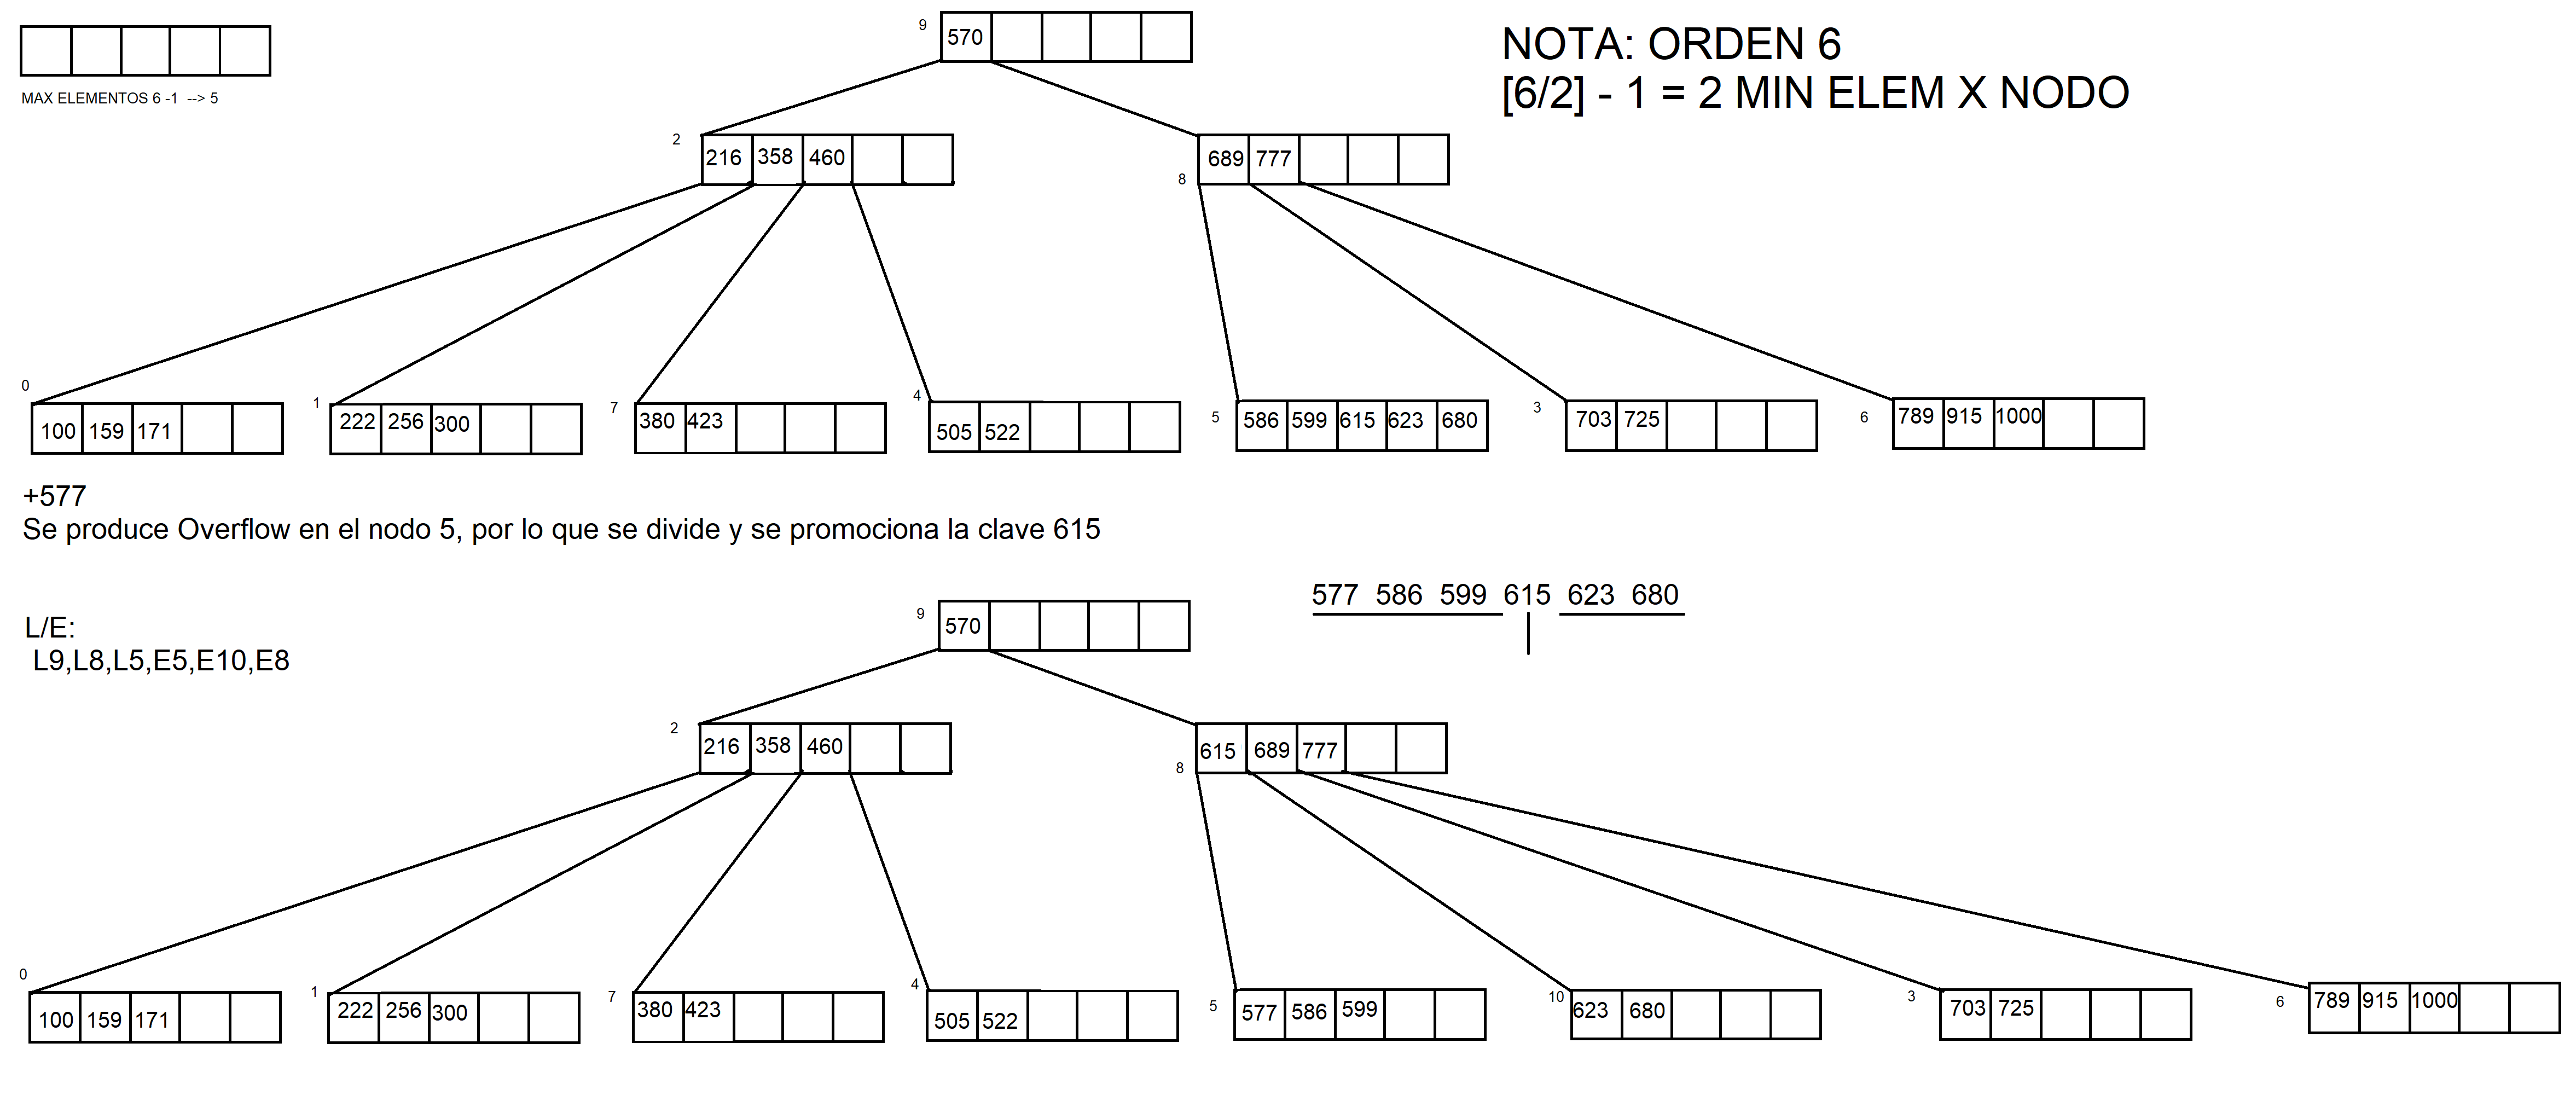 9
570
NOTA: ORDEN 6
[6/2] - 1 = 2 MIN ELEM X NODO
MAX ELEMENTOS 6 -1 --> 5
2
216 358 460
8
689 777
0
100 159 171
1
222 256 300
7
380 423
4
505 522
5
586 599 615 623 680
3
703 725
6
789 915 1000
+577
Se produce Overflow en el nodo 5, por lo que se divide y se promociona la clave 615
577 586 599 615 623 680
L/E:
L9,L8,L5,E5,E10,E8
9
570
2
216 358 460
8
615 689 777
0
100 159 171
1
222 256 300
7
380 423
4
505 522
5
577 586 599
10
623 680
3
703 725
6
789 915 1000